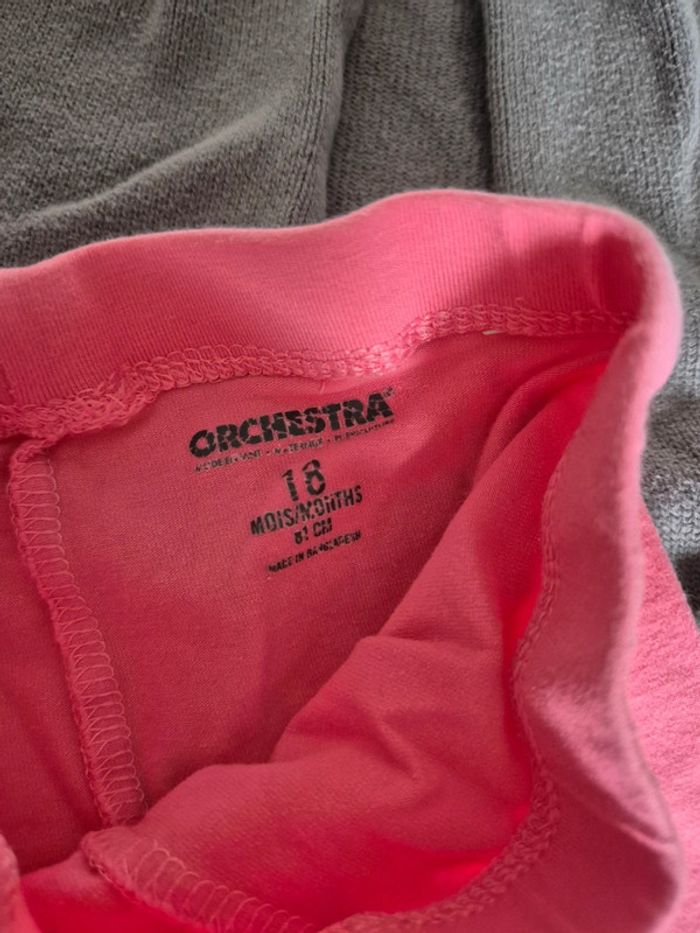 ORCHESTRA
18
MOIS/MONTHS
81 CM
MADE IN BANGLADESH